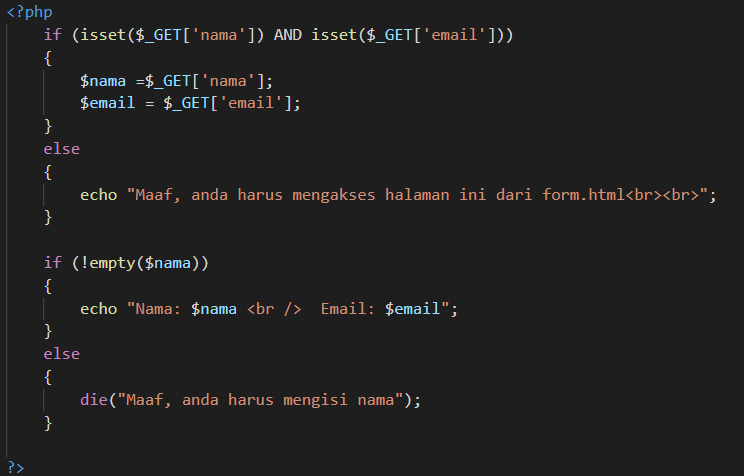 <?php
if (isset($_GET['nama']) AND isset($_GET['email']))
{
$nama =$_GET['nama'];
$email = $_GET['email'];
}
else
{
echo "Maaf, anda harus mengakses halaman ini dari form.html<br><br>";
}
if (!empty($nama))
{
echo "Nama: $nama <br />  Email: $email";
}
else
{
die("Maaf, anda harus mengisi nama");
}
?>